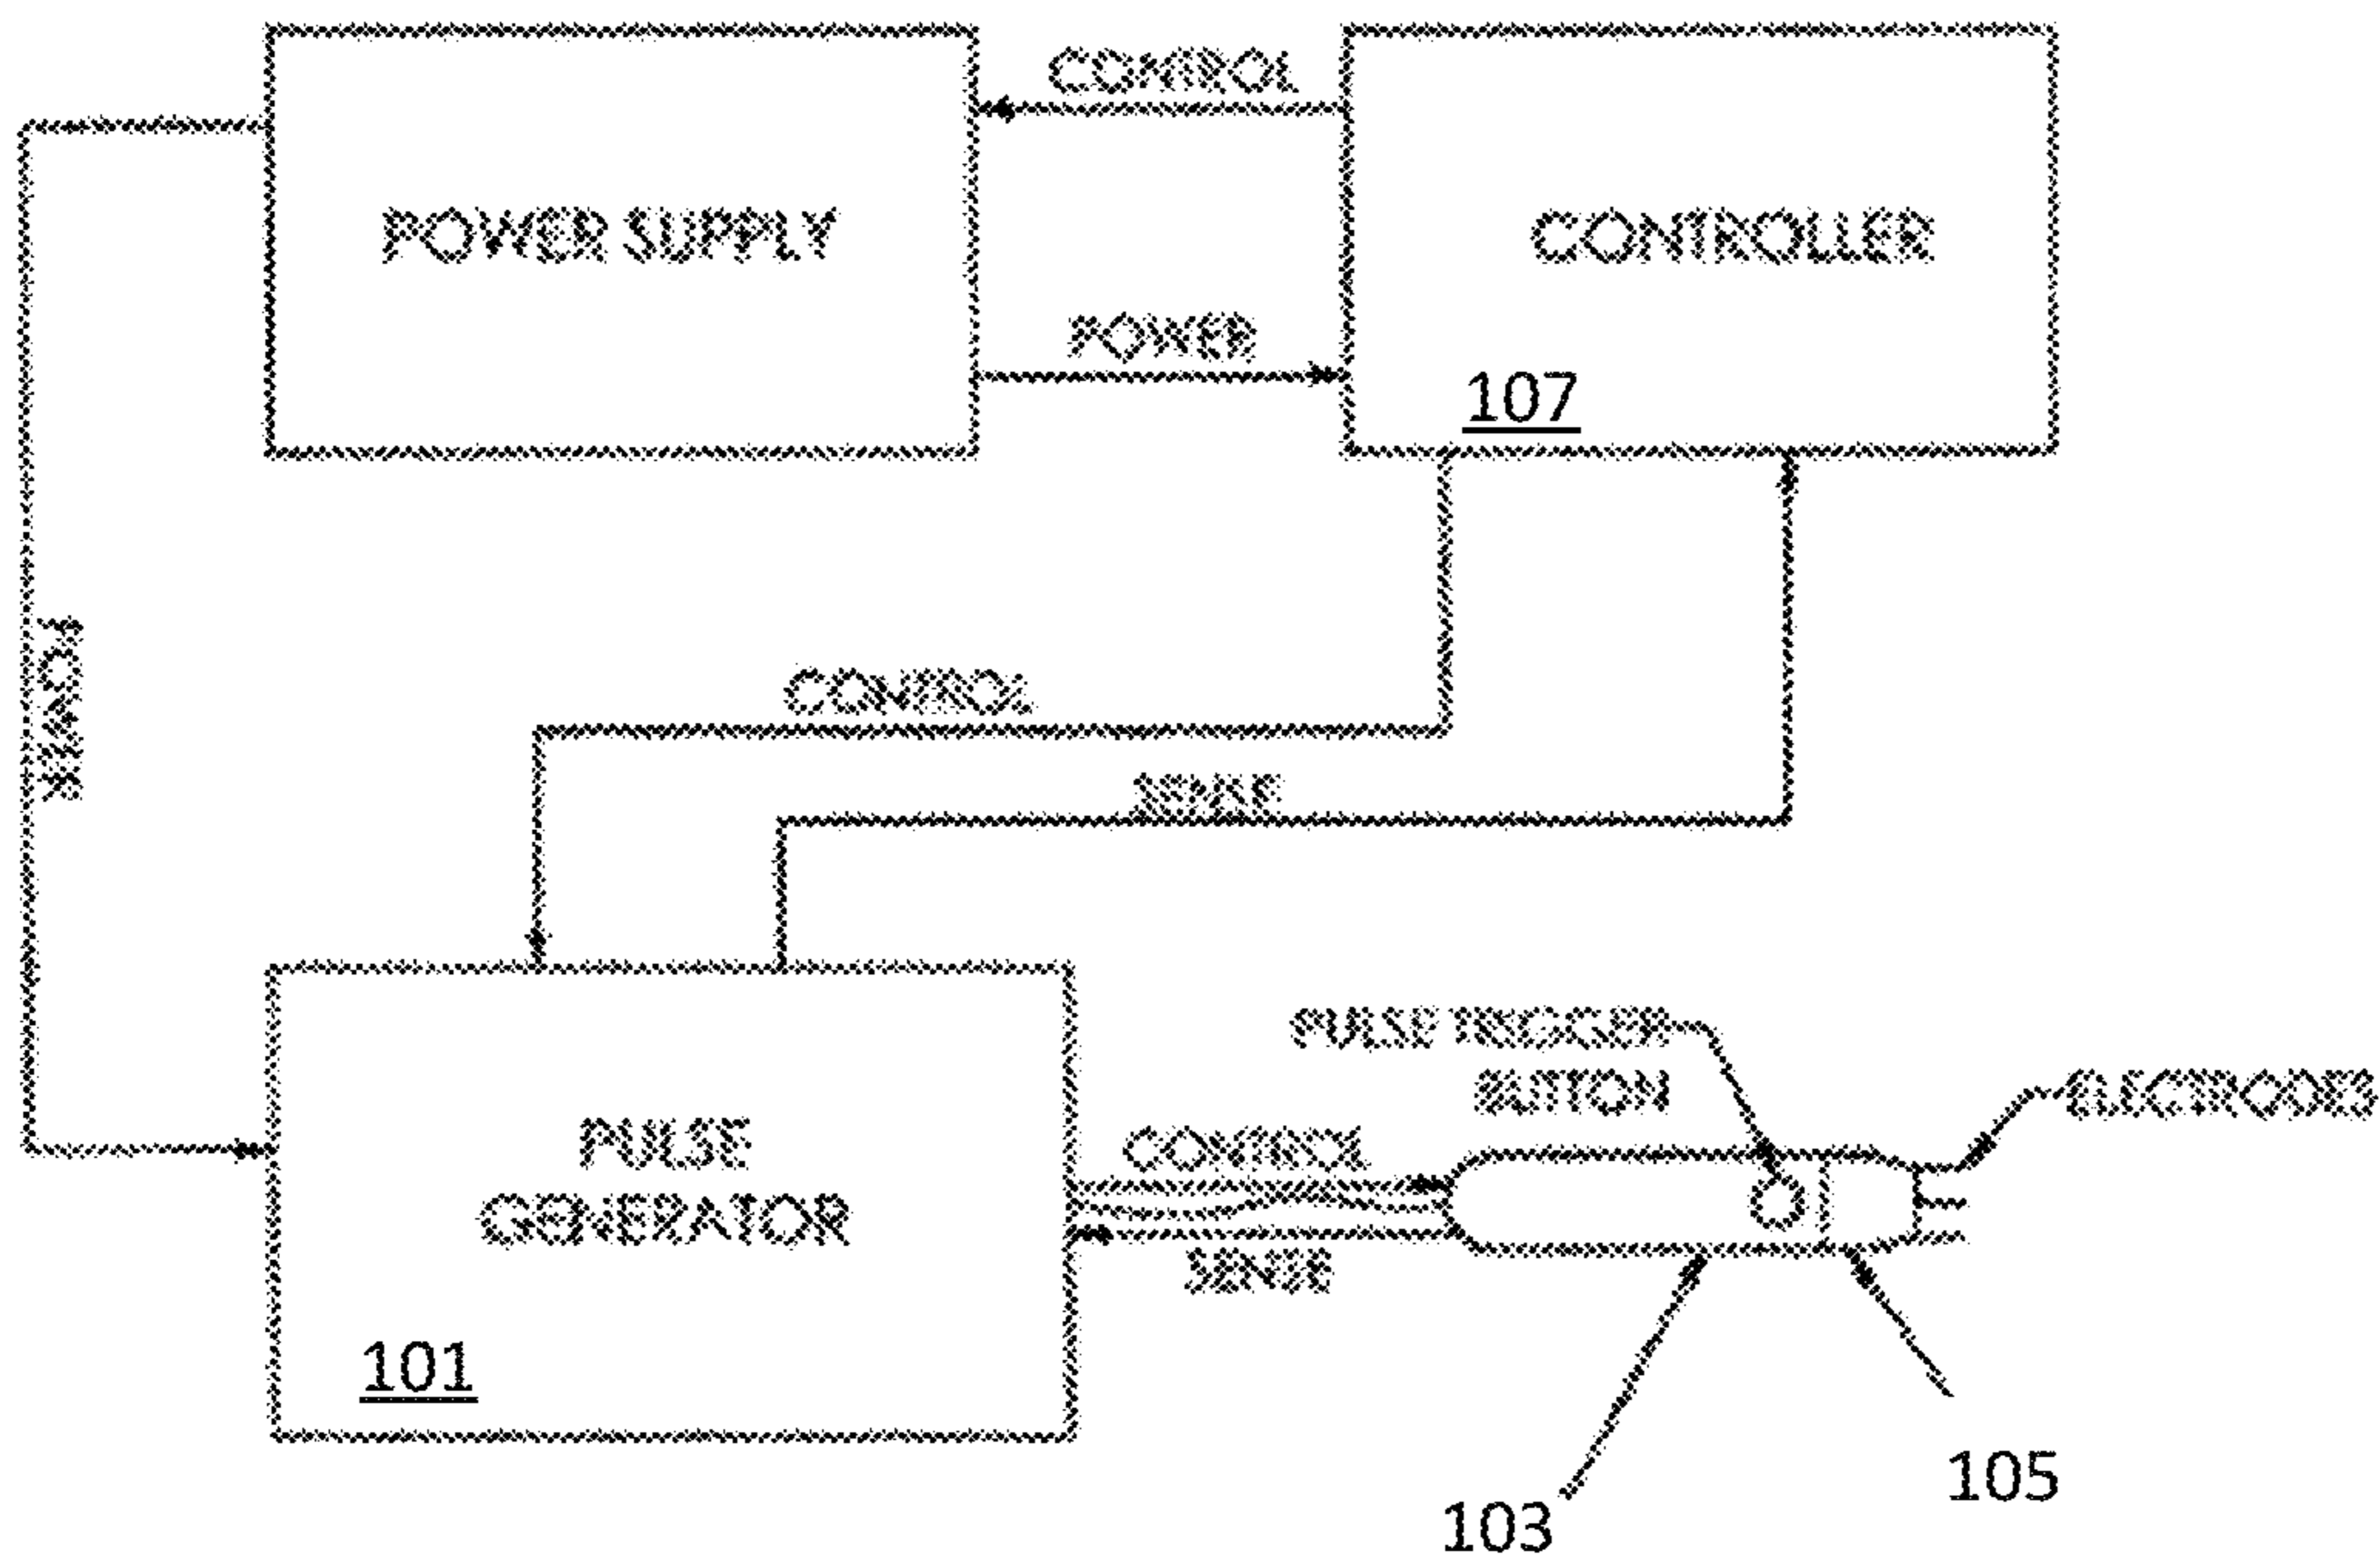 CONTROL
POWER SUPPLY
CONTROLLER
POWER
107
POWER
CONTROL
SENSE
PULSE TRIGGER
BUTTON
ELECTRODES
PULSE
GENERATOR
CONTROL
SENSE
101
105
103